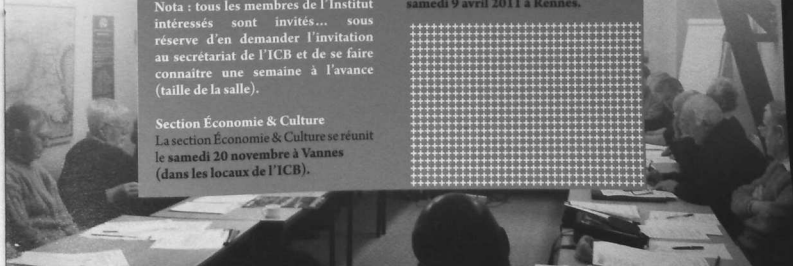 Nota : tous les membres de l'Institut
intéressés sont invités... sous
réserve d'en demander l'invitation
au secrétariat de l'ICB et de se faire
connaître une semaine à l'avance
(taille de la salle).
Section Économie & Culture
La section Économie & Culture se réunit
le samedi 20 novembre à Vannes
(dans les locaux de l'ICB).
samedi 9 avril 2011 à Rennes.